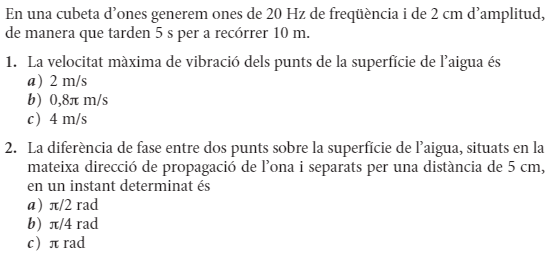 En una cubeta d'ones generem ones de 20 Hz de freqüència i de 2 cm d'amplitud,
de manera que tarden 5 s per a recórrer 10 m.
1. La velocitat màxima de vibració dels punts de la superfície de l'aigua és
a) 2 m/s
b) 0,8π m/s
c) 4 m/s
2. La diferència de fase entre dos punts sobre la superfície de l'aigua, situats en la
mateixa direcció de propagació de l'ona i separats per una distància de 5 cm,
en un instant determinat és
a) π/2 rad
b) π/4 rad
c) π rad